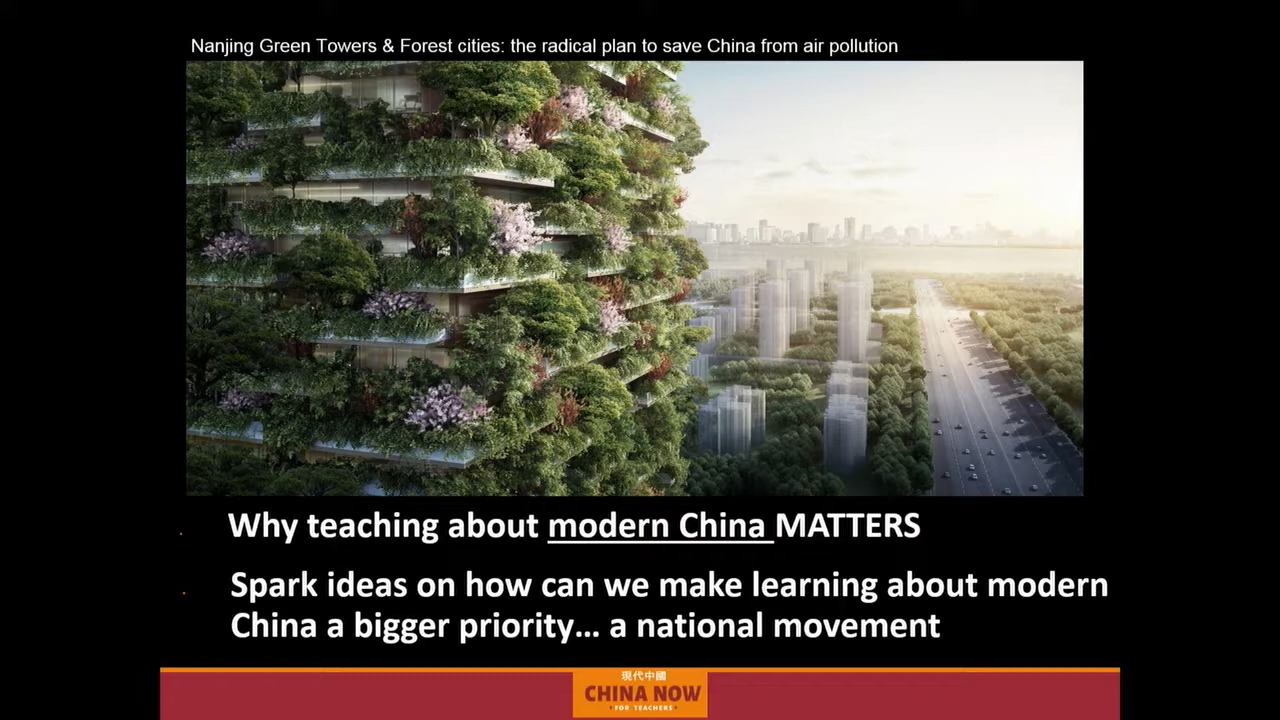 Nanjing Green Towers & Forest cities: the radical plan to save China from air pollution
Why teaching about modern China MATTERS
Spark ideas on how can we make learning about modern
China a bigger priority... a national movement
現代中國
CHINA NOW
FOR TEACHERS